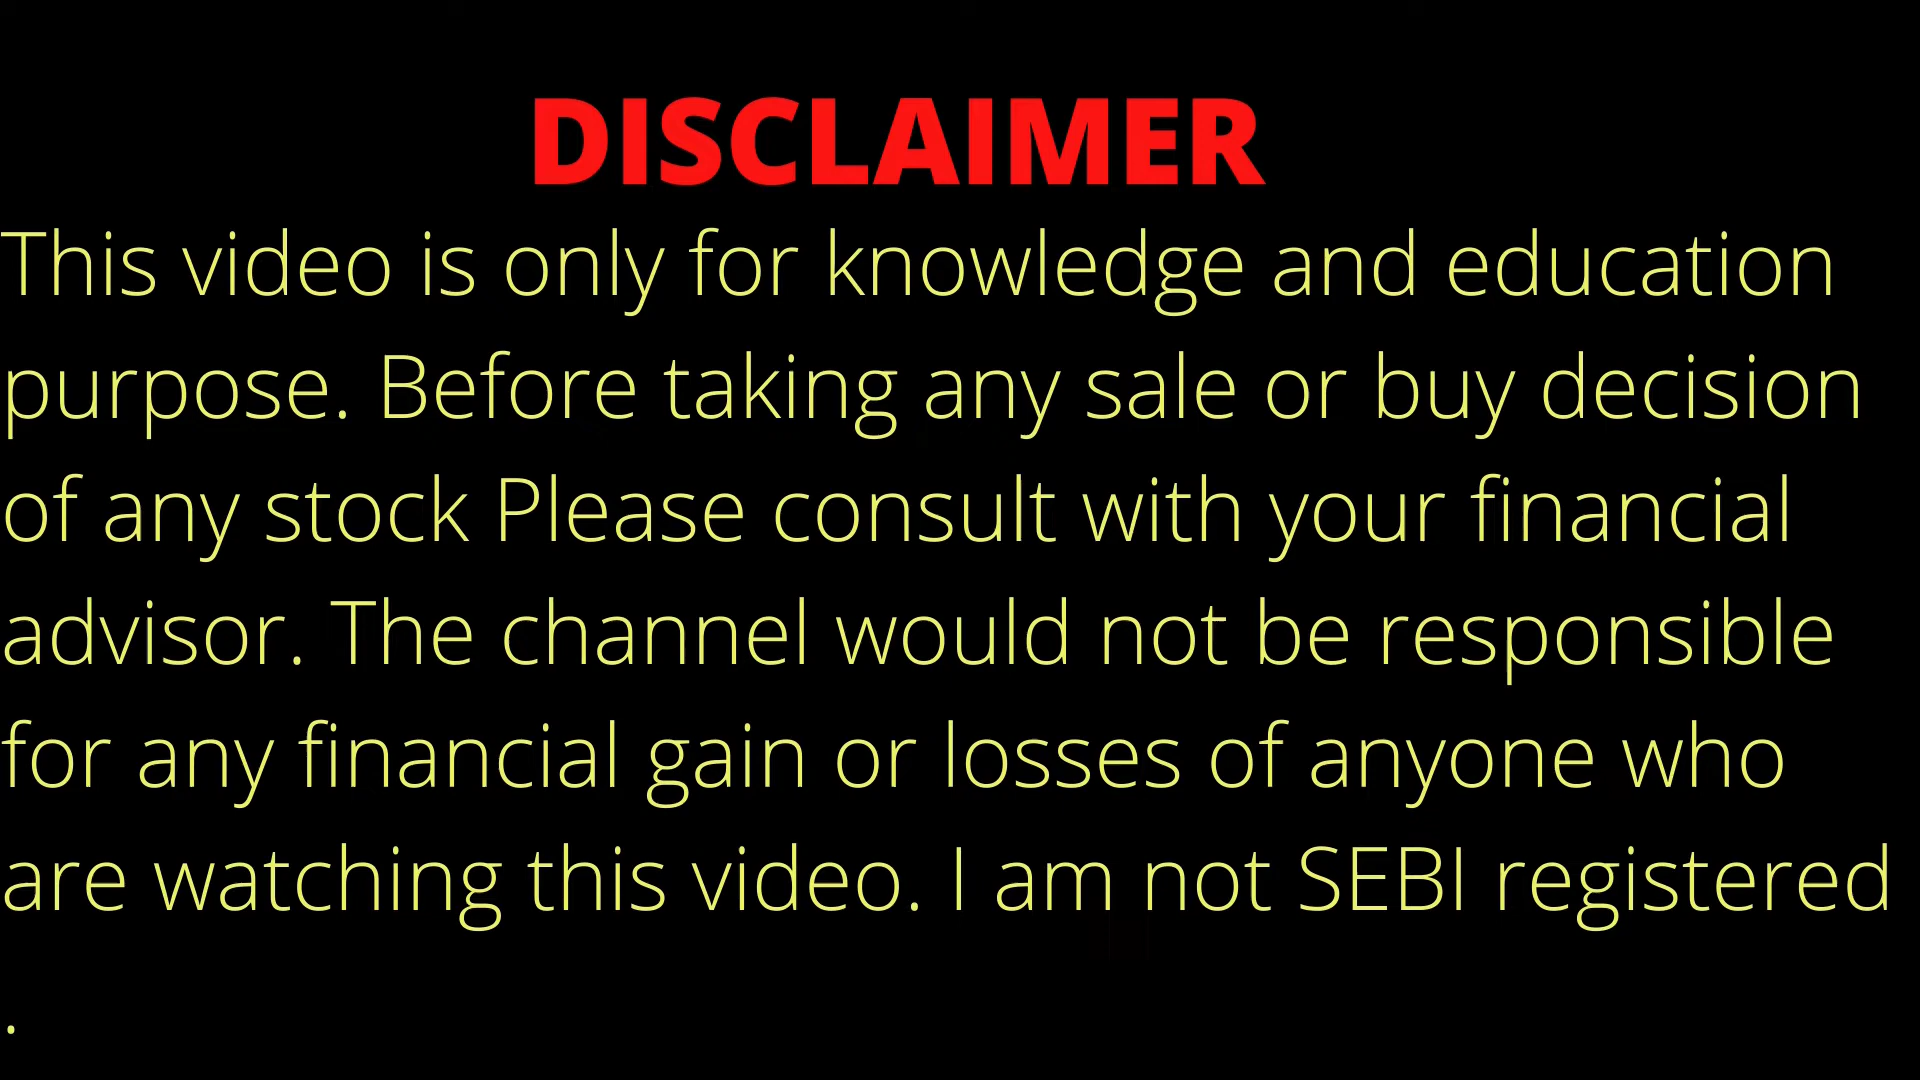 DISCLAIMER
This video is only for knowledge and education
purpose. Before taking any sale or buy decision
of any stock Please consult with your financial
advisor. The channel would not be responsible
for any financial gain or losses of anyone who
are watching this video. I am not SEBI registered
.